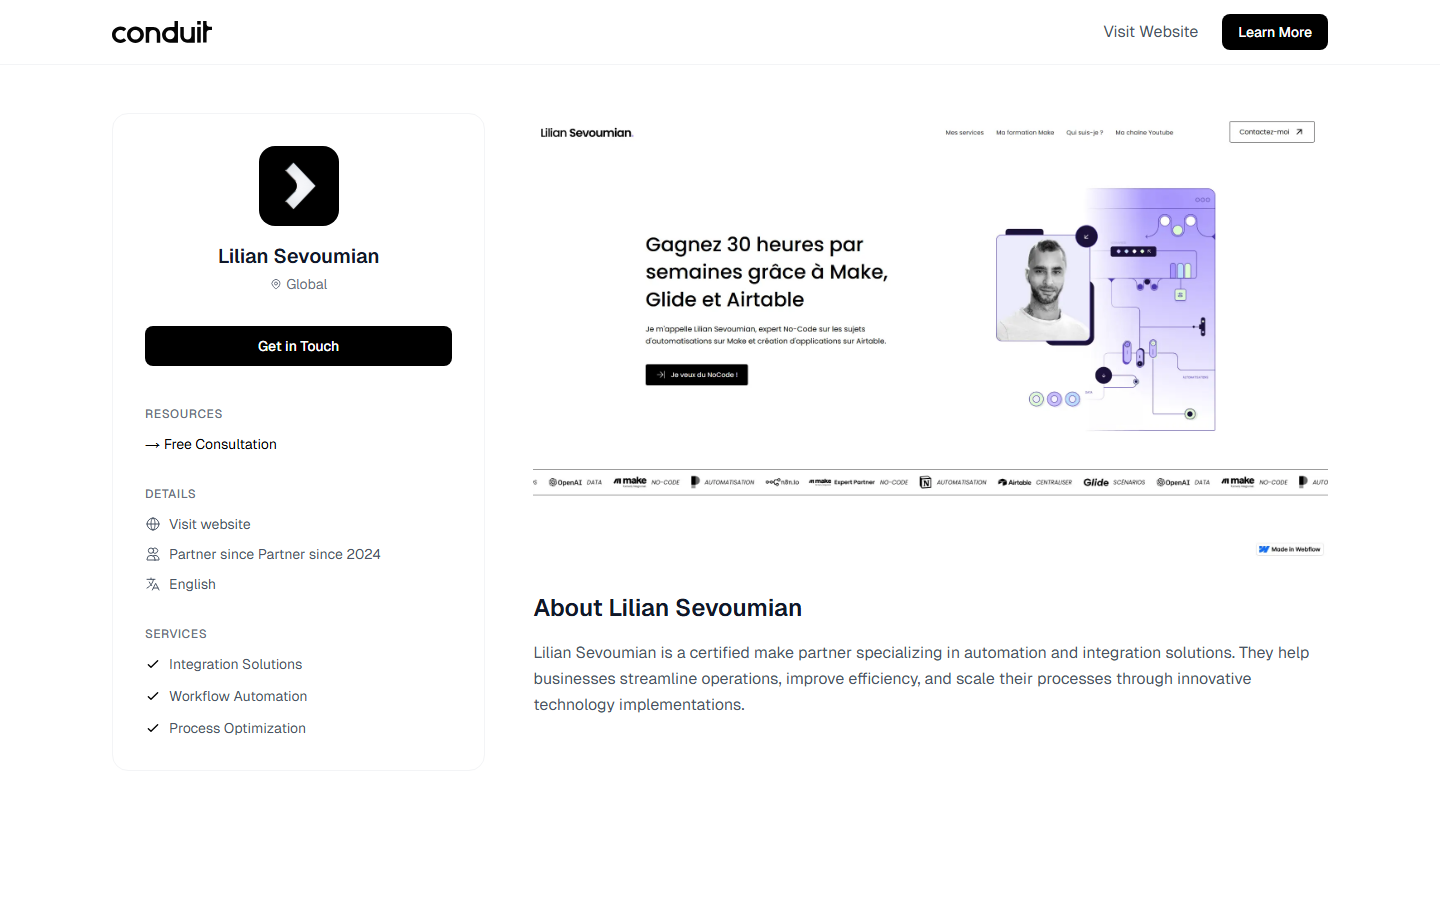 conduit
Visit Website
Learn More
Lilian Sevoumian
Global
Get in Touch
RESOURCES
→ Free Consultation
DETAILS
Visit website
Partner since Partner since 2024
English
SERVICES
Integration Solutions
Workflow Automation
Process Optimization
Lilian Sevoumian.
Mes services
Ma formation Make
Qui suis-je ?
Ma chaîne Youtube
Contactez-moi
Gagnez 30 heures par
semaines grâce à Make,
Glide et Airtable
Je m'appelle Lilian Sevoumian, expert No-Code sur les sujets
d'automatisations sur Make et création d'applications sur Airtable.
Je veux du NoCode !
OpenAI DATA make NO-CODE AUTOMATISATION n8n.io make Expert Partner NO-CODE AUTOMATISATION Airtable CENTRALISER Glide SCÉNARIOS OpenAI DATA make NO-CODE AUTO
Made in Webflow
About Lilian Sevoumian
Lilian Sevoumian is a certified make partner specializing in automation and integration solutions. They help
businesses streamline operations, improve efficiency, and scale their processes through innovative
technology implementations.